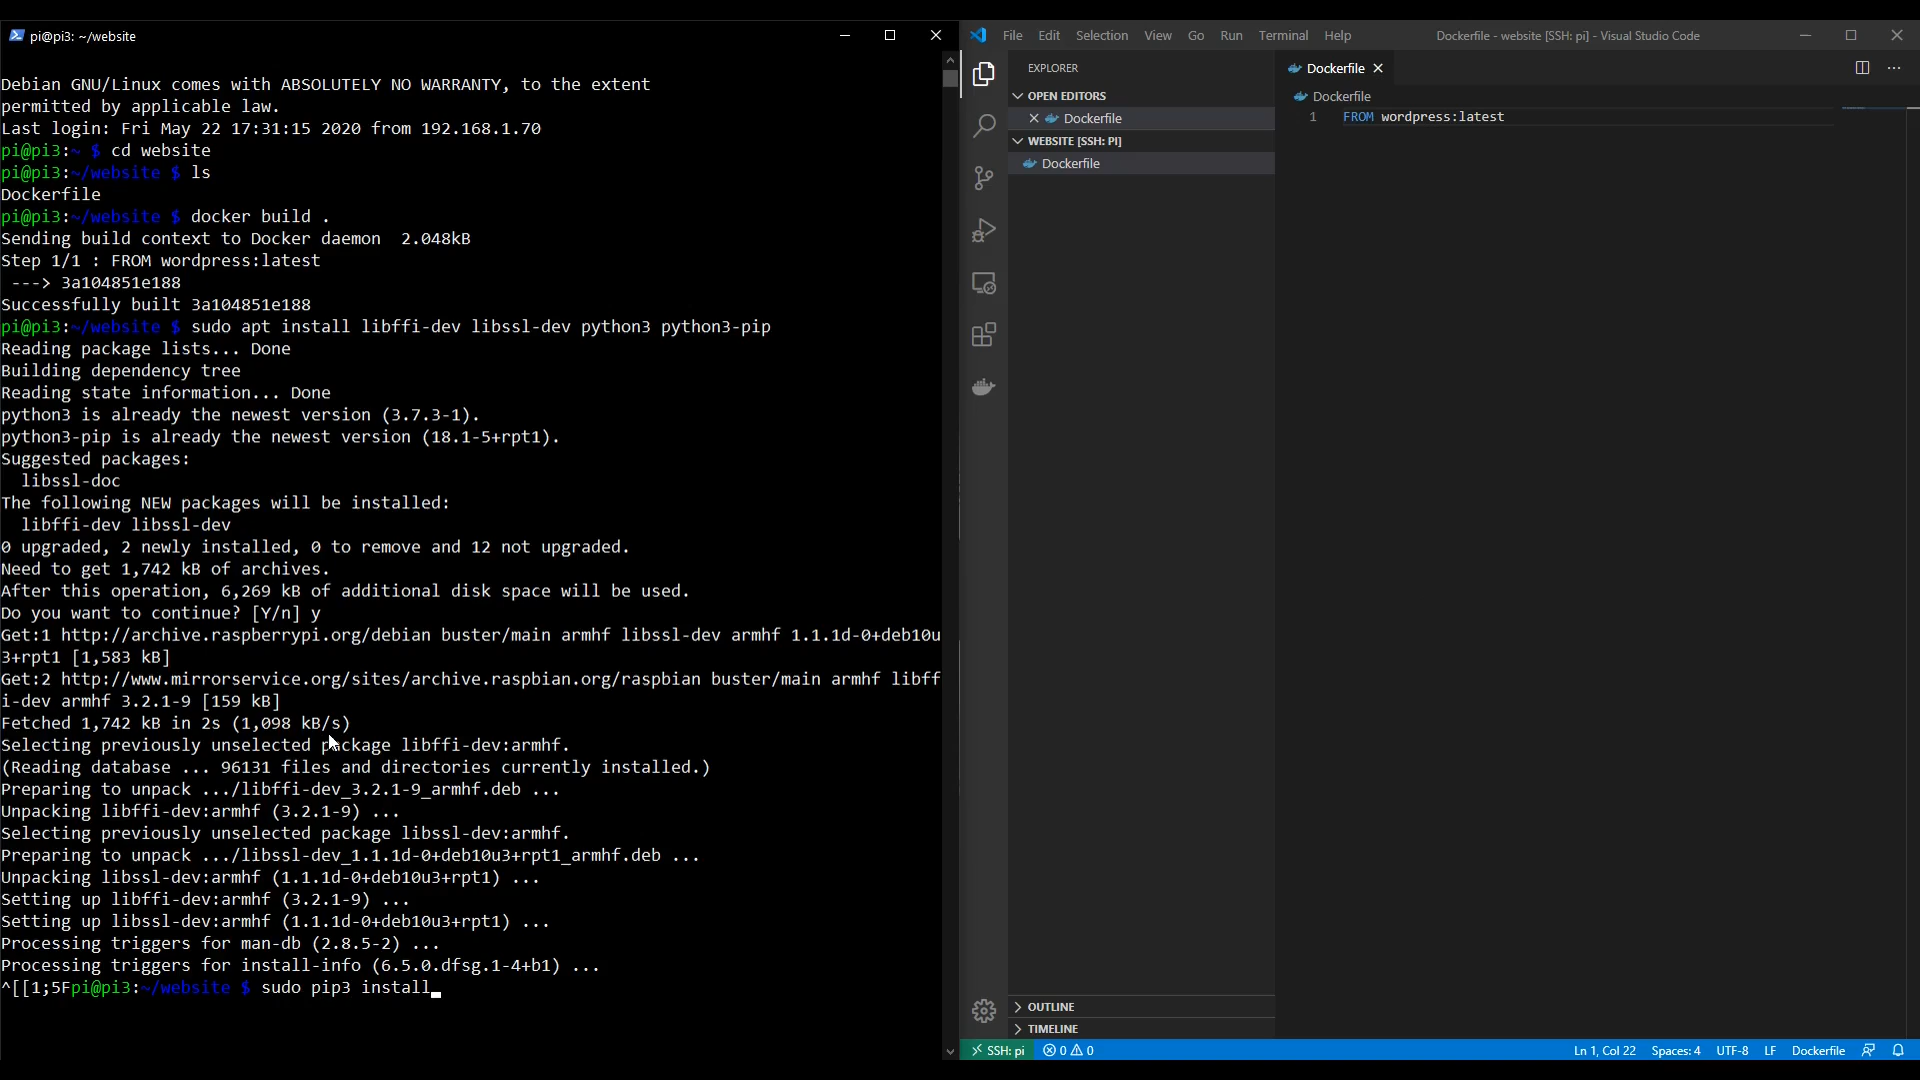 pi@pi3: ~/website
Debian GNU/Linux comes with ABSOLUTELY NO WARRANTY, to the extent
permitted by applicable law.
Last login: Fri May 22 17:31:15 2020 from 192.168.1.70
pi@pi3:~ $ cd website
pi@pi3:~/website $ ls
Dockerfile
pi@pi3:~/website $ docker build .
Sending build context to Docker daemon  2.048kB
Step 1/1 : FROM wordpress:latest
 ---> 3a104851e188
Successfully built 3a104851e188
pi@pi3:~/website $ sudo apt install libffi-dev libssl-dev python3 python3-pip
Reading package lists... Done
Building dependency tree
Reading state information... Done
python3 is already the newest version (3.7.3-1).
python3-pip is already the newest version (18.1-5+rpt1).
Suggested packages:
  libssl-doc
The following NEW packages will be installed:
  libffi-dev libssl-dev
0 upgraded, 2 newly installed, 0 to remove and 12 not upgraded.
Need to get 1,742 kB of archives.
After this operation, 6,269 kB of additional disk space will be used.
Do you want to continue? [Y/n] y
Get:1 http://archive.raspberrypi.org/debian buster/main armhf libssl-dev armhf 1.1.1d-0+deb10u
3+rpt1 [1,583 kB]
Get:2 http://www.mirrorservice.org/sites/archive.raspbian.org/raspbian buster/main armhf libff
i-dev armhf 3.2.1-9 [159 kB]
Fetched 1,742 kB in 2s (1,098 kB/s)
Selecting previously unselected package libffi-dev:armhf.
(Reading database ... 96131 files and directories currently installed.)
Preparing to unpack .../libffi-dev_3.2.1-9_armhf.deb ...
Unpacking libffi-dev:armhf (3.2.1-9) ...
Selecting previously unselected package libssl-dev:armhf.
Preparing to unpack .../libssl-dev_1.1.1d-0+deb10u3+rpt1_armhf.deb ...
Unpacking libssl-dev:armhf (1.1.1d-0+deb10u3+rpt1) ...
Setting up libffi-dev:armhf (3.2.1-9) ...
Setting up libssl-dev:armhf (1.1.1d-0+deb10u3+rpt1) ...
Processing triggers for man-db (2.8.5-2) ...
Processing triggers for install-info (6.5.0.dfsg.1-4+b1) ...
^[[1;5Fpi@pi3:~/website $ sudo pip3 install
File Edit Selection View Go Run Terminal Help
Dockerfile - website [SSH: pi] - Visual Studio Code
EXPLORER
OPEN EDITORS
Dockerfile
WEBSITE [SSH: PI]
Dockerfile
OUTLINE
TIMELINE
Dockerfile
Dockerfile
1 FROM wordpress:latest
SSH: pi 0 0
Ln 1, Col 22 Spaces: 4 UTF-8 LF Dockerfile